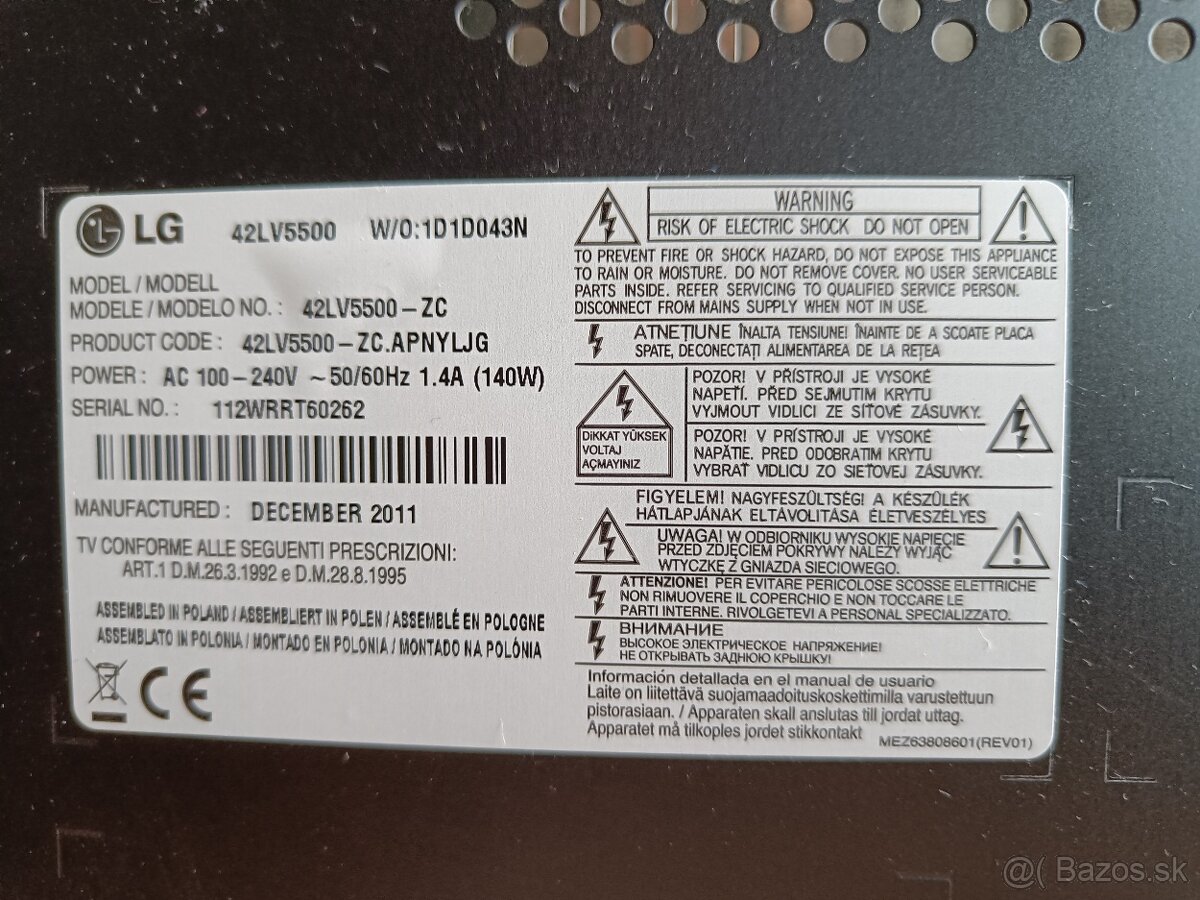 LG 42LV5500 W/O:1D1D043N
MODEL / MODELL
MODELE / MODELO NO. : 42LV5500-ZC
PRODUCT CODE : 42LV5500-ZC.APNYLJG
POWER : AC 100-240V ~50/60Hz 1.4A (140W)
SERIAL NO. : 112WRRT60262
MANUFACTURED : DECEMBER 2011
TV CONFORME ALLE SEGUENTI PRESCRIZIONI:
ART.1 D.M.26.3.1992 e D.M.28.8.1995
ASSEMBLED IN POLAND / ASSEMBLIERT IN POLEN / ASSEMBLÉ EN POLOGNE
ASSEMBLATO IN POLONIA / MONTADO EN POLONIA / MONTADO NA POLÓNIA
CE
WARNING
RISK OF ELECTRIC SHOCK DO NOT OPEN
TO PREVENT FIRE OR SHOCK HAZARD, DO NOT EXPOSE THIS APPLIANCE
TO RAIN OR MOISTURE. DO NOT REMOVE COVER. NO USER SERVICEABLE
PARTS INSIDE. REFER SERVICING TO QUALIFIED SERVICE PERSON.
DISCONNECT FROM MAINS SUPPLY WHEN NOT IN USE.
ATNEŢIUNE ÎNALTA TENSIUNE! ÎNAINTE DE A SCOATE PLACA
SPATE, DECONECTAŢI ALIMENTAREA DE LA REŢEA
DİKKAT YÜKSEK
VOLTAJ
AÇMAYINIZ
POZOR! V PŘÍSTROJI JE VYSOKÉ
NAPETÍ. PŘED SEJMUTIM KRYTU
VYJMOUT VIDLICI ZE SÍŤOVÉ ZÁSUVKY.
POZOR! V PRÍSTROJI JE VYSOKÉ
NAPÄTIE. PRED ODOBRATIM KRYTU
VYBRAŤ VIDLICU ZO SIEŤOVEJ ZÁSUVKY.
FIGYELEM! NAGYFESZÜLTSÉG! A KÉSZÜLÉK
HÁTLAPJÁNAK ELTÁVOLÍTÁSA ÉLETVESZÉLYES
UWAGA! W ODBIORNIKU WYSOKIE NAPIĘCIE
PRZED ZDJĘCIEM POKRYWY NALEŻY WYJĄĆ
WTYCZKĘ Z GNIAZDA SIECIOWEGO.
ATTENZIONE! PER EVITARE PERICOLOSE SCOSSE ELETTRICHE
NON RIMUOVERE IL COPERCHIO E NON TOCCARE LE
PARTI INTERNE. RIVOLGETEVI A PERSONAL SPECIALIZZATO.
ВНИМАНИЕ
ВЫСОКОЕ ЭЛЕКТРИЧЕСКОЕ НАПРЯЖЕНИЕ!
НЕ ОТКРЫВАТЬ ЗАДНЮЮ КРЫШКУ!
Información detallada en el manual de usuario
Laite on liitettävä suojamaadoituskoskettimilla varustettuun
pistorasiaan. / Apparaten skall anslutas till jordat uttag.
Apparatet må tilkoples jordet stikkontakt
MEZ63808601(REV01)
@( Bazos.sk